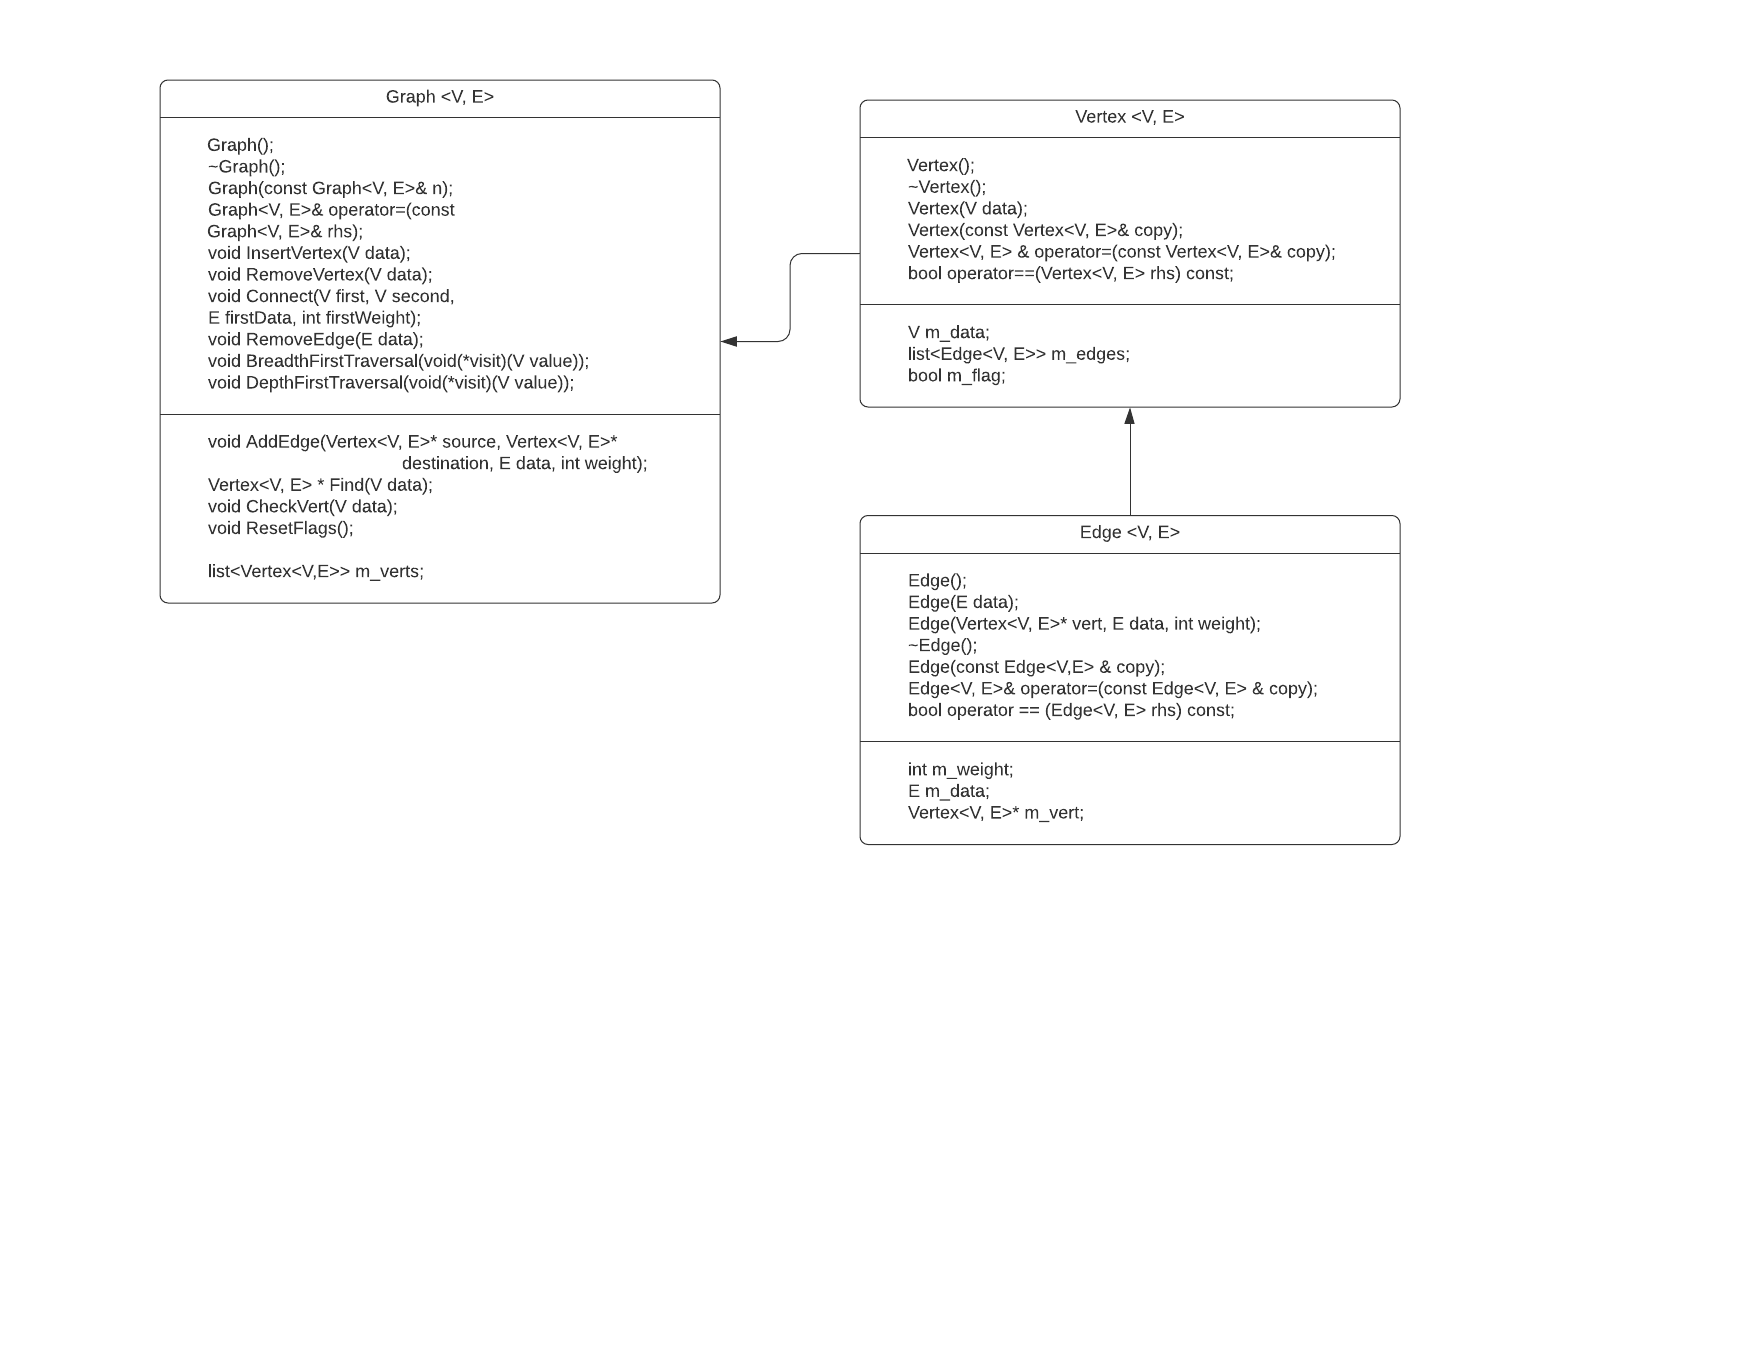 Graph <V, E>
Graph();
~Graph();
Graph(const Graph<V, E>& n);
Graph<V, E>& operator=(const
Graph<V, E>& rhs);
void InsertVertex(V data);
void RemoveVertex(V data);
void Connect(V first, V second,
E firstData, int firstWeight);
void RemoveEdge(E data);
void BreadthFirstTraversal(void(*visit)(V value));
void DepthFirstTraversal(void(*visit)(V value));
void AddEdge(Vertex<V, E>* source, Vertex<V, E>*
destination, E data, int weight);
Vertex<V, E> * Find(V data);
void CheckVert(V data);
void ResetFlags();
list<Vertex<V,E>> m_verts;
Vertex <V, E>
Vertex();
~Vertex();
Vertex(V data);
Vertex(const Vertex<V, E>& copy);
Vertex<V, E> & operator=(const Vertex<V, E>& copy);
bool operator==(Vertex<V, E> rhs) const;
V m_data;
list<Edge<V, E>> m_edges;
bool m_flag;
Edge <V, E>
Edge();
Edge(E data);
Edge(Vertex<V, E>* vert, E data, int weight);
~Edge();
Edge(const Edge<V,E> & copy);
Edge<V, E>& operator=(const Edge<V, E> & copy);
bool operator == (Edge<V, E> rhs) const;
int m_weight;
E m_data;
Vertex<V, E>* m_vert;